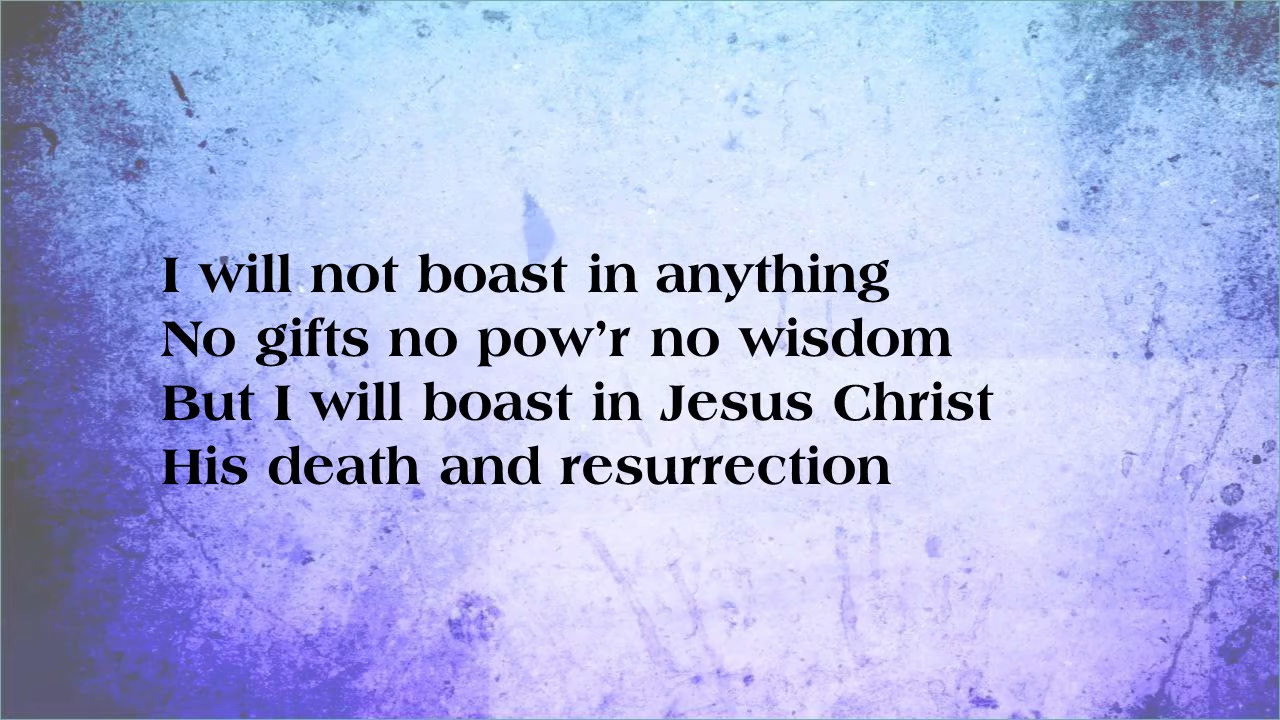 I will not boast in anything
No gifts no pow’r no wisdom
But I will boast in Jesus Christ
His death and resurrection